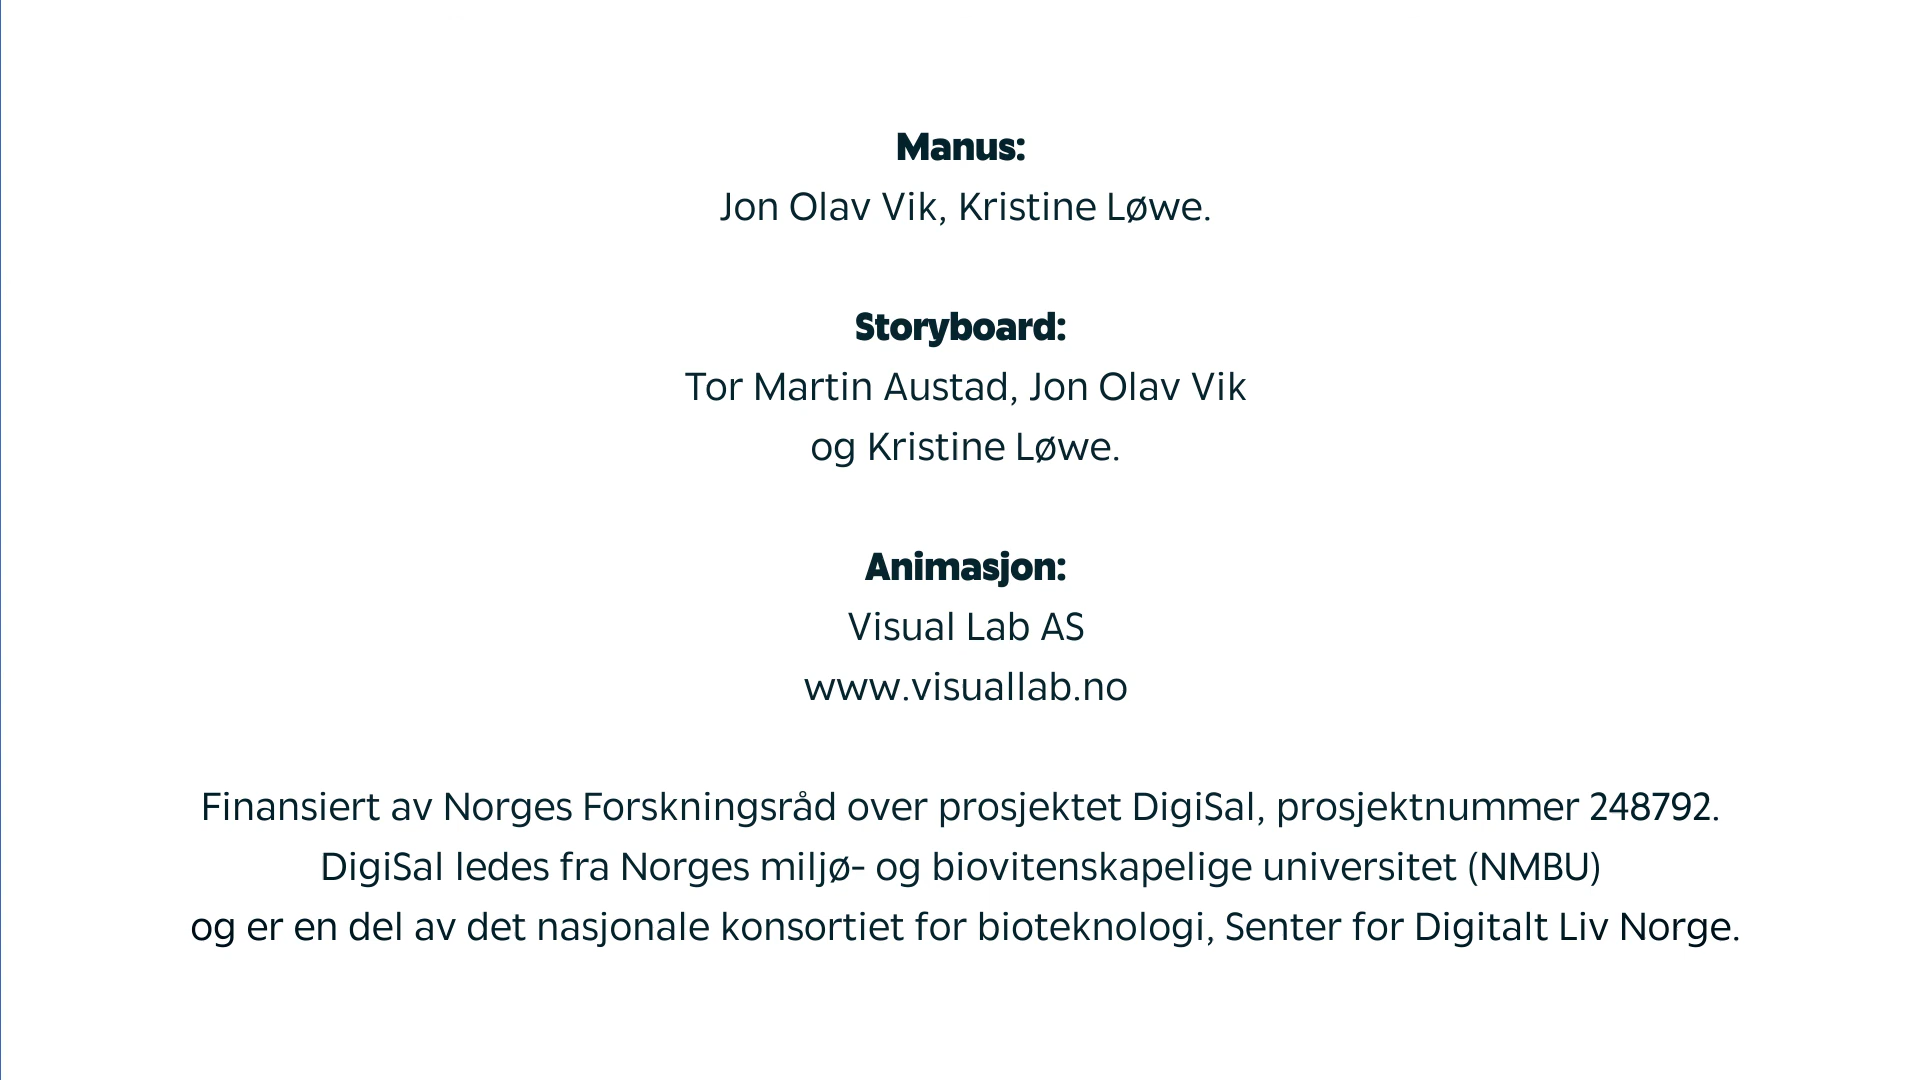 Manus:
Jon Olav Vik, Kristine Løwe.
Storyboard:
Tor Martin Austad, Jon Olav Vik
og Kristine Løwe.
Animasjon:
Visual Lab AS
www.visuallab.no
Finansiert av Norges Forskningsråd over prosjektet DigiSal, prosjektnummer 248792.
DigiSal ledes fra Norges miljø- og biovitenskapelige universitet (NMBU)
og er en del av det nasjonale konsortiet for bioteknologi, Senter for Digitalt Liv Norge.